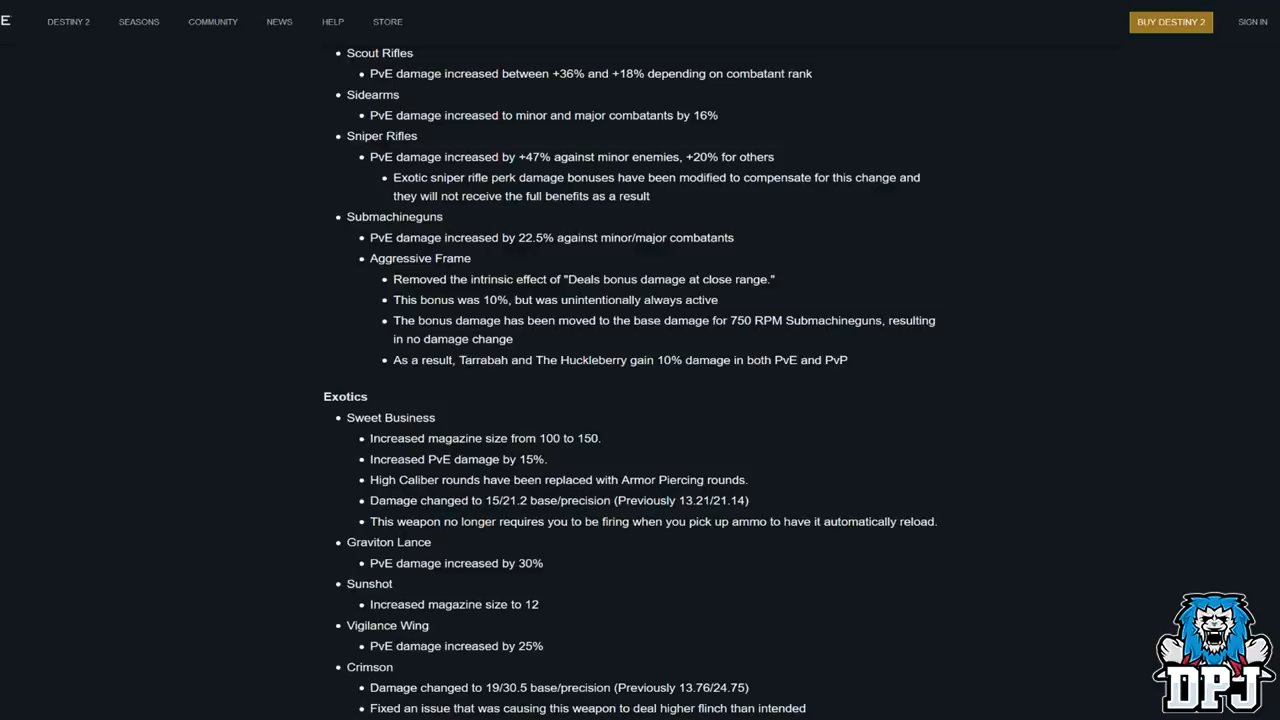 E
DESTINY 2 SEASONS COMMUNITY NEWS HELP STORE BUY DESTINY 2 SIGN IN
• Scout Rifles
• PvE damage increased between +36% and +18% depending on combatant rank
• Sidearms
• PvE damage increased to minor and major combatants by 16%
• Sniper Rifles
• PvE damage increased by +47% against minor enemies, +20% for others
• Exotic sniper rifle perk damage bonuses have been modified to compensate for this change and
they will not receive the full benefits as a result
• Submachineguns
• PvE damage increased by 22.5% against minor/major combatants
• Aggressive Frame
• Removed the intrinsic effect of "Deals bonus damage at close range."
• This bonus was 10%, but was unintentionally always active
• The bonus damage has been moved to the base damage for 750 RPM Submachineguns, resulting
in no damage change
• As a result, Tarrabah and The Huckleberry gain 10% damage in both PvE and PvP
Exotics
• Sweet Business
• Increased magazine size from 100 to 150.
• Increased PvE damage by 15%.
• High Caliber rounds have been replaced with Armor Piercing rounds.
• Damage changed to 15/21.2 base/precision (Previously 13.21/21.14)
• This weapon no longer requires you to be firing when you pick up ammo to have it automatically reload.
• Graviton Lance
• PvE damage increased by 30%
• Sunshot
• Increased magazine size to 12
• Vigilance Wing
• PvE damage increased by 25%
• Crimson
• Damage changed to 19/30.5 base/precision (Previously 13.76/24.75)
• Fixed an issue that was causing this weapon to deal higher flinch than intended
DPJ